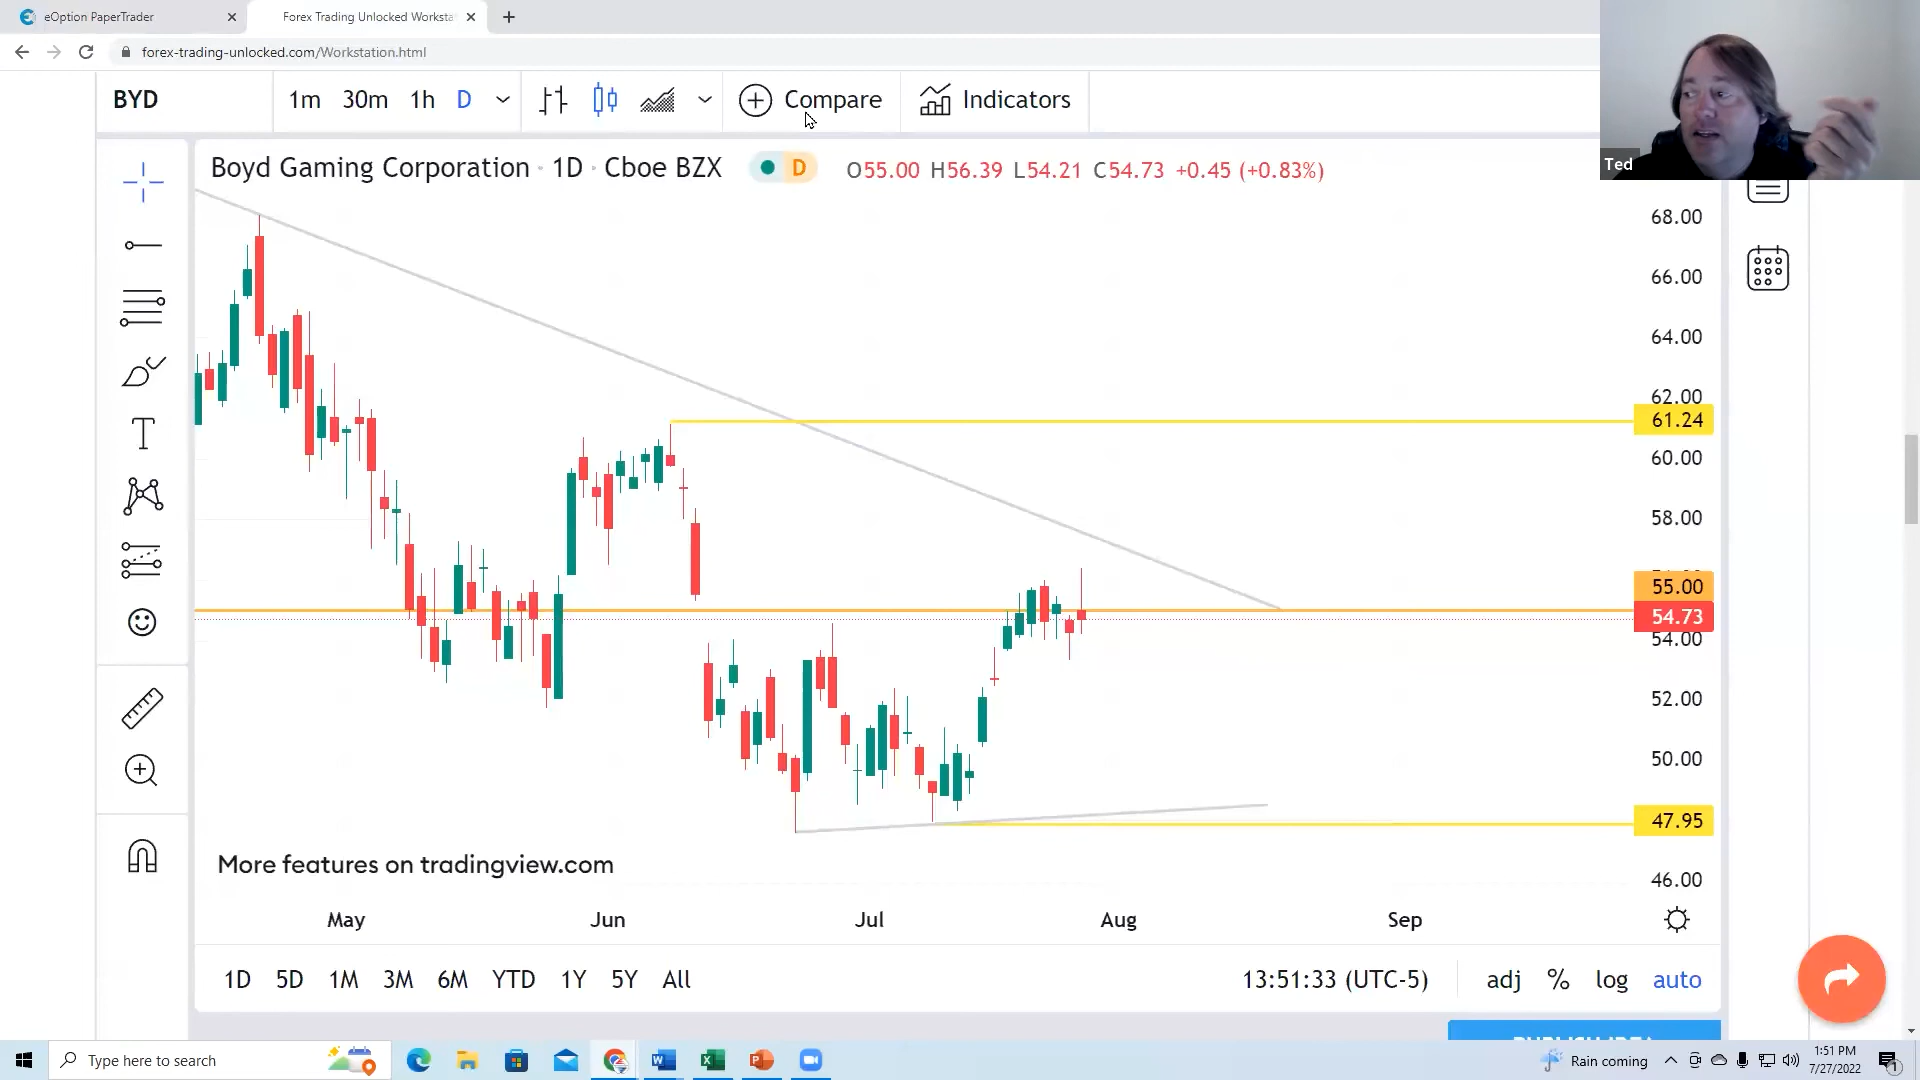 eOption PaperTrader
Forex Trading Unlocked Worksta
forex-trading-unlocked.com/Workstation.html
BYD
1m 30m 1h D
Compare
Indicators
Ted
Boyd Gaming Corporation · 1D · Cboe BZX
D
O55.00 H56.39 L54.21 C54.73 +0.45 (+0.83%)
68.00
66.00
64.00
62.00
61.24
60.00
58.00
55.00
54.73
54.00
52.00
50.00
47.95
46.00
T
More features on tradingview.com
May Jun Jul Aug Sep
1D 5D 1M 3M 6M YTD 1Y 5Y All
13:51:33 (UTC-5) adj % log auto
Type here to search
Rain coming
1:51 PM
7/27/2022
1